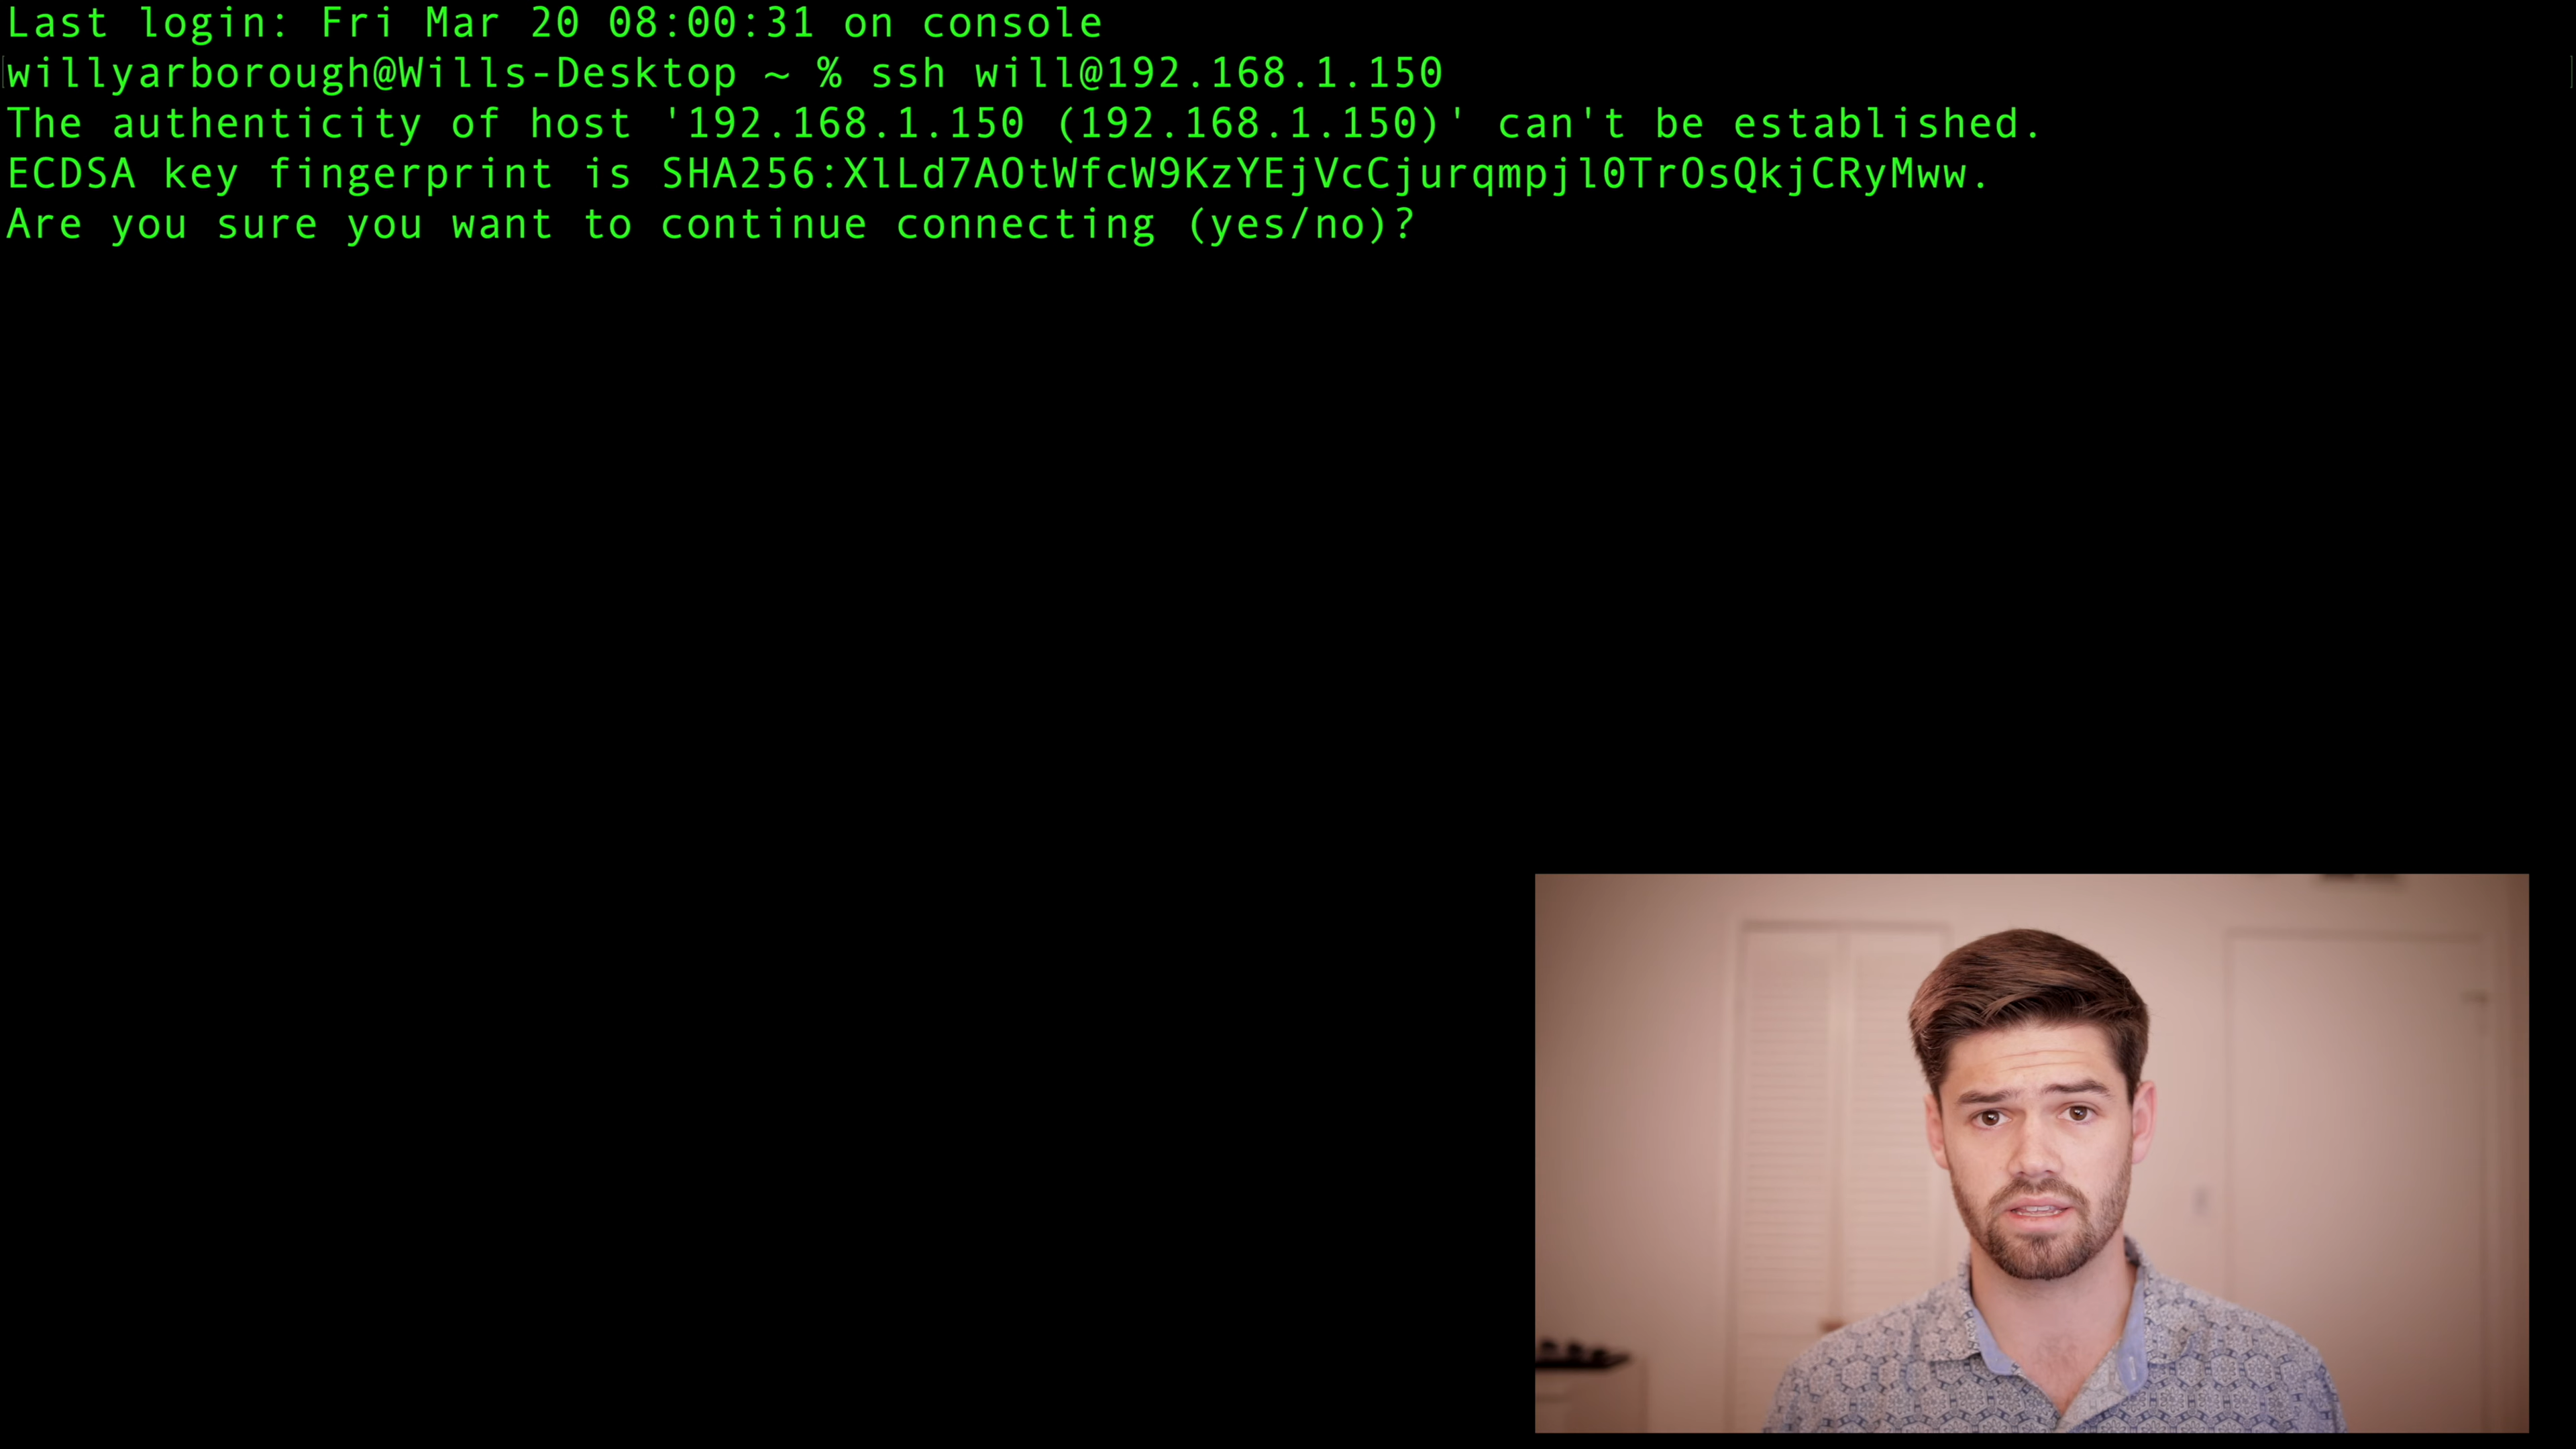 Last login: Fri Mar 20 08:00:31 on console
willyarborough@Wills-Desktop ~ % ssh will@192.168.1.150
The authenticity of host '192.168.1.150 (192.168.1.150)' can't be established.
ECDSA key fingerprint is SHA256:XlLd7AOtWfcW9KzYEjVcCjurqmpjl0TrOsQkjCRyMww.
Are you sure you want to continue connecting (yes/no)?